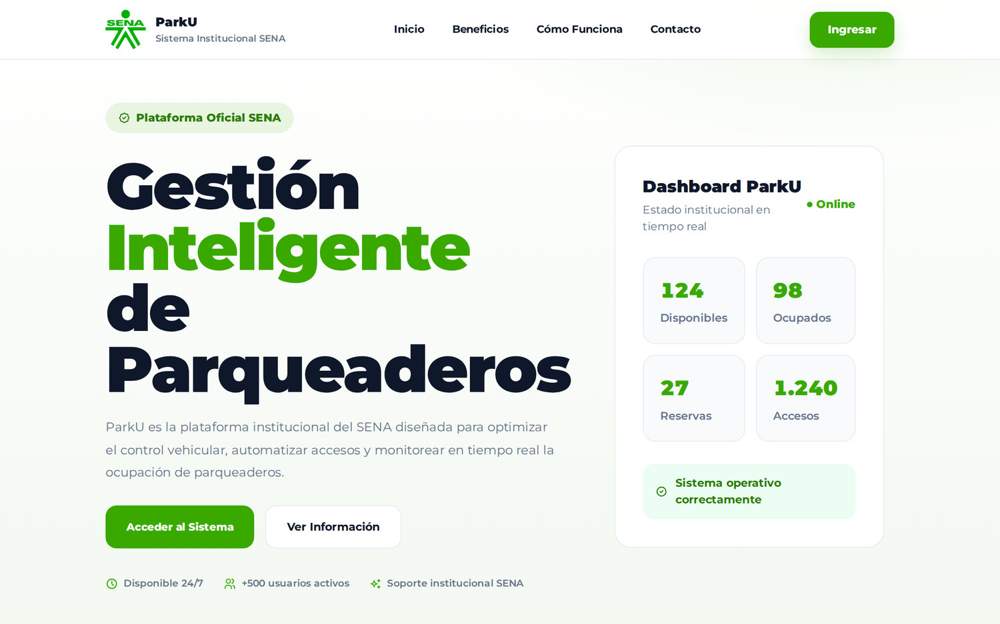 SENA
ParkU
Sistema Institucional SENA
Inicio
Beneficios
Cómo Funciona
Contacto
Ingresar
Plataforma Oficial SENA
Gestión
Inteligente
de
Parqueaderos
ParkU es la plataforma institucional del SENA diseñada para optimizar
el control vehicular, automatizar accesos y monitorear en tiempo real la
ocupación de parqueaderos.
Acceder al Sistema
Ver Información
Disponible 24/7
+500 usuarios activos
Soporte institucional SENA
Dashboard ParkU
Estado institucional en
tiempo real
Online
124
Disponibles
98
Ocupados
27
Reservas
1.240
Accesos
Sistema operativo
correctamente